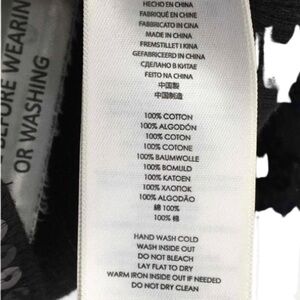 HECHO EN CHINA
FABRIQUÉ EN CHINE
FABBRICATO IN CINA
MADE IN CHINA
FREMSTILLET I KINA
GEFABRICEERD IN CHINA
СДЕЛАНО В КИТАЕ
FEITO NA CHINA
中国製
中国制造
100% COTTON
100% ALGODÓN
100% COTON
100% COTONE
100% BAUMWOLLE
100% BOMULD
100% KATOEN
100% ХЛОПОК
100% ALGODÃO
綿 100%
100% 棉
HAND WASH COLD
WASH INSIDE OUT
DO NOT BLEACH
LAY FLAT TO DRY
WARM IRON INSIDE OUT IF NEEDED
DO NOT DRY CLEAN
BEFORE WEARIN
OR WASHING